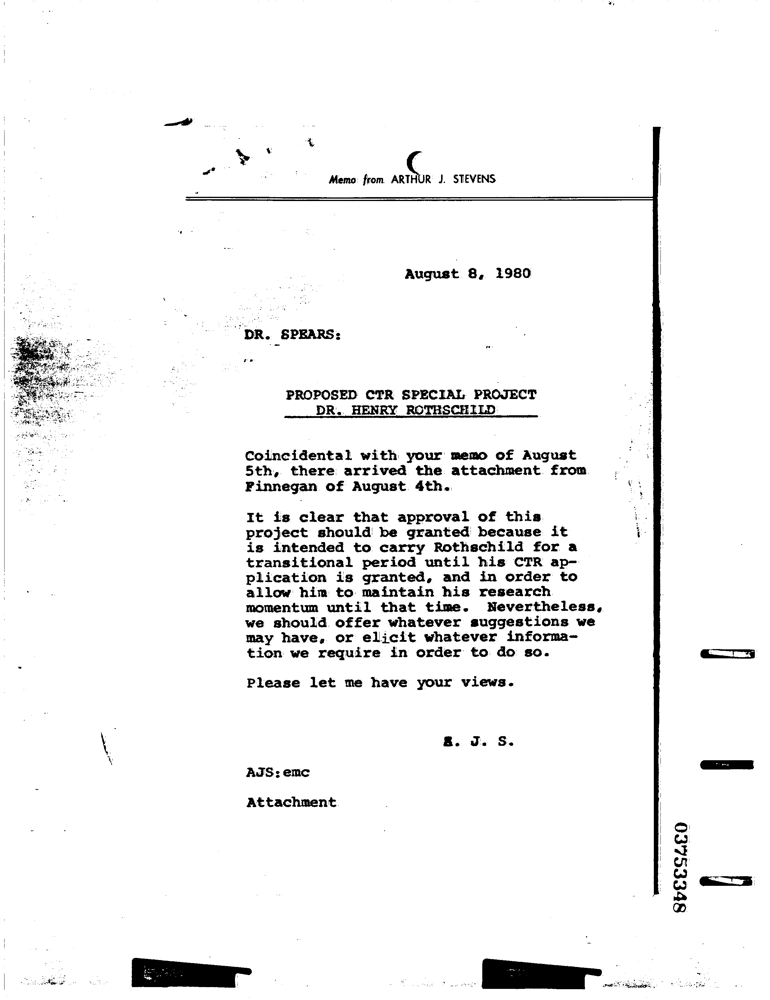 Memo from ARTHUR J. STEVENS
August 8, 1980
DR. SPEARS:
PROPOSED CTR SPECIAL PROJECT
DR. HENRY ROTHSCHILD
Coincidental with your memo of August
5th, there arrived the attachment from
Finnegan of August 4th.
It is clear that approval of this
project should be granted because it
is intended to carry Rothschild for a
transitional period until his CTR ap-
plication is granted, and in order to
allow him to maintain his research
momentum until that time. Nevertheless,
we should offer whatever suggestions we
may have, or elicit whatever informa-
tion we require in order to do so.
Please let me have your views.
A. J. S.
AJS:emc
Attachment
03753348